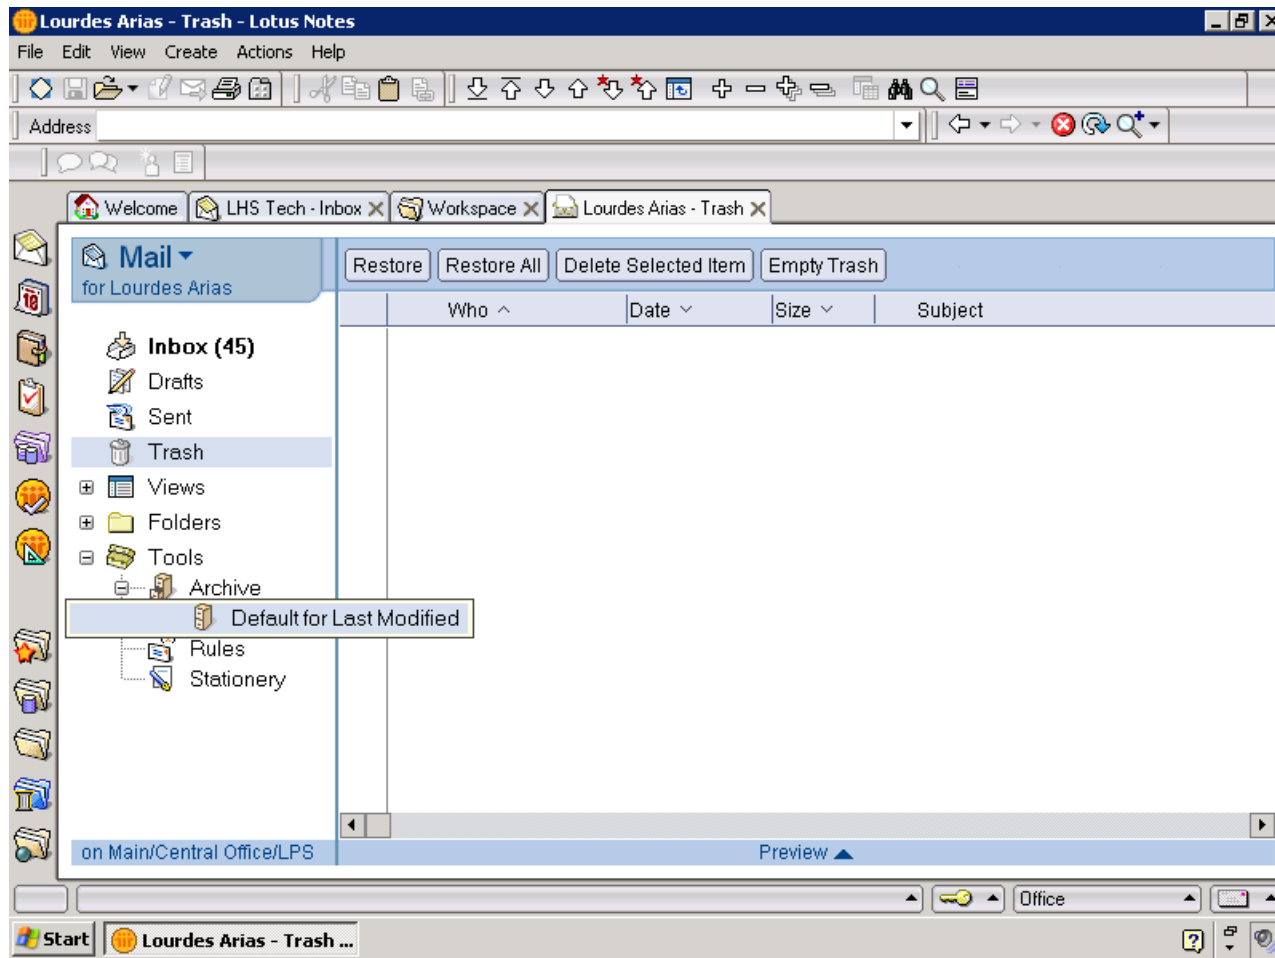 Lourdes Arias - Trash - Lotus Notes
File Edit View Create Actions Help
Address
Welcome LHS Tech - Inbox Workspace Lourdes Arias - Trash
Mail
for Lourdes Arias
Restore Restore All Delete Selected Item Empty Trash
Who Date Size Subject
Inbox (45)
Drafts
Sent
Trash
Views
Folders
Tools
Archive
Default for Last Modified
Rules
Stationery
on Main/Central Office/LPS Preview
Office
Start Lourdes Arias - Trash ...